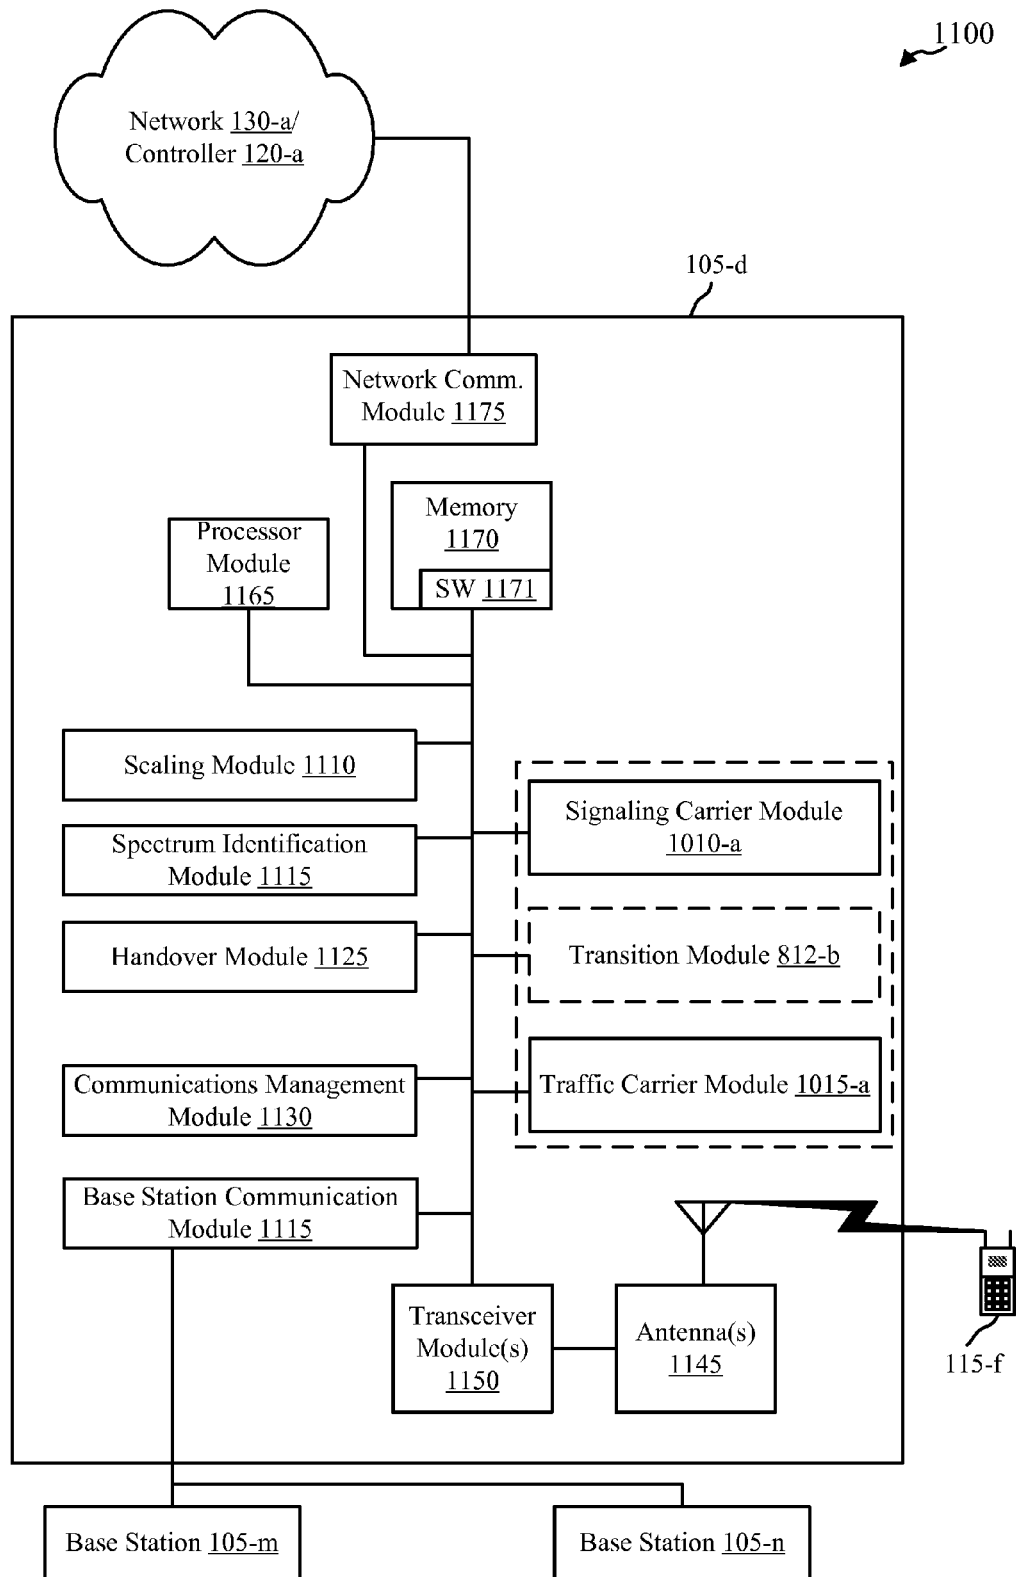 1100
Network 130-a/
Controller 120-a
105-d
Network Comm.
Module 1175
Memory
1170
SW 1171
Processor
Module
1165
Scaling Module 1110
Signaling Carrier Module
1010-a
Spectrum Identification
Module 1115
Handover Module 1125
Transition Module 812-b
Communications Management
Module 1130
Traffic Carrier Module 1015-a
Base Station Communication
Module 1115
Transceiver
Module(s)
1150
Antenna(s)
1145
115-f
Base Station 105-m
Base Station 105-n